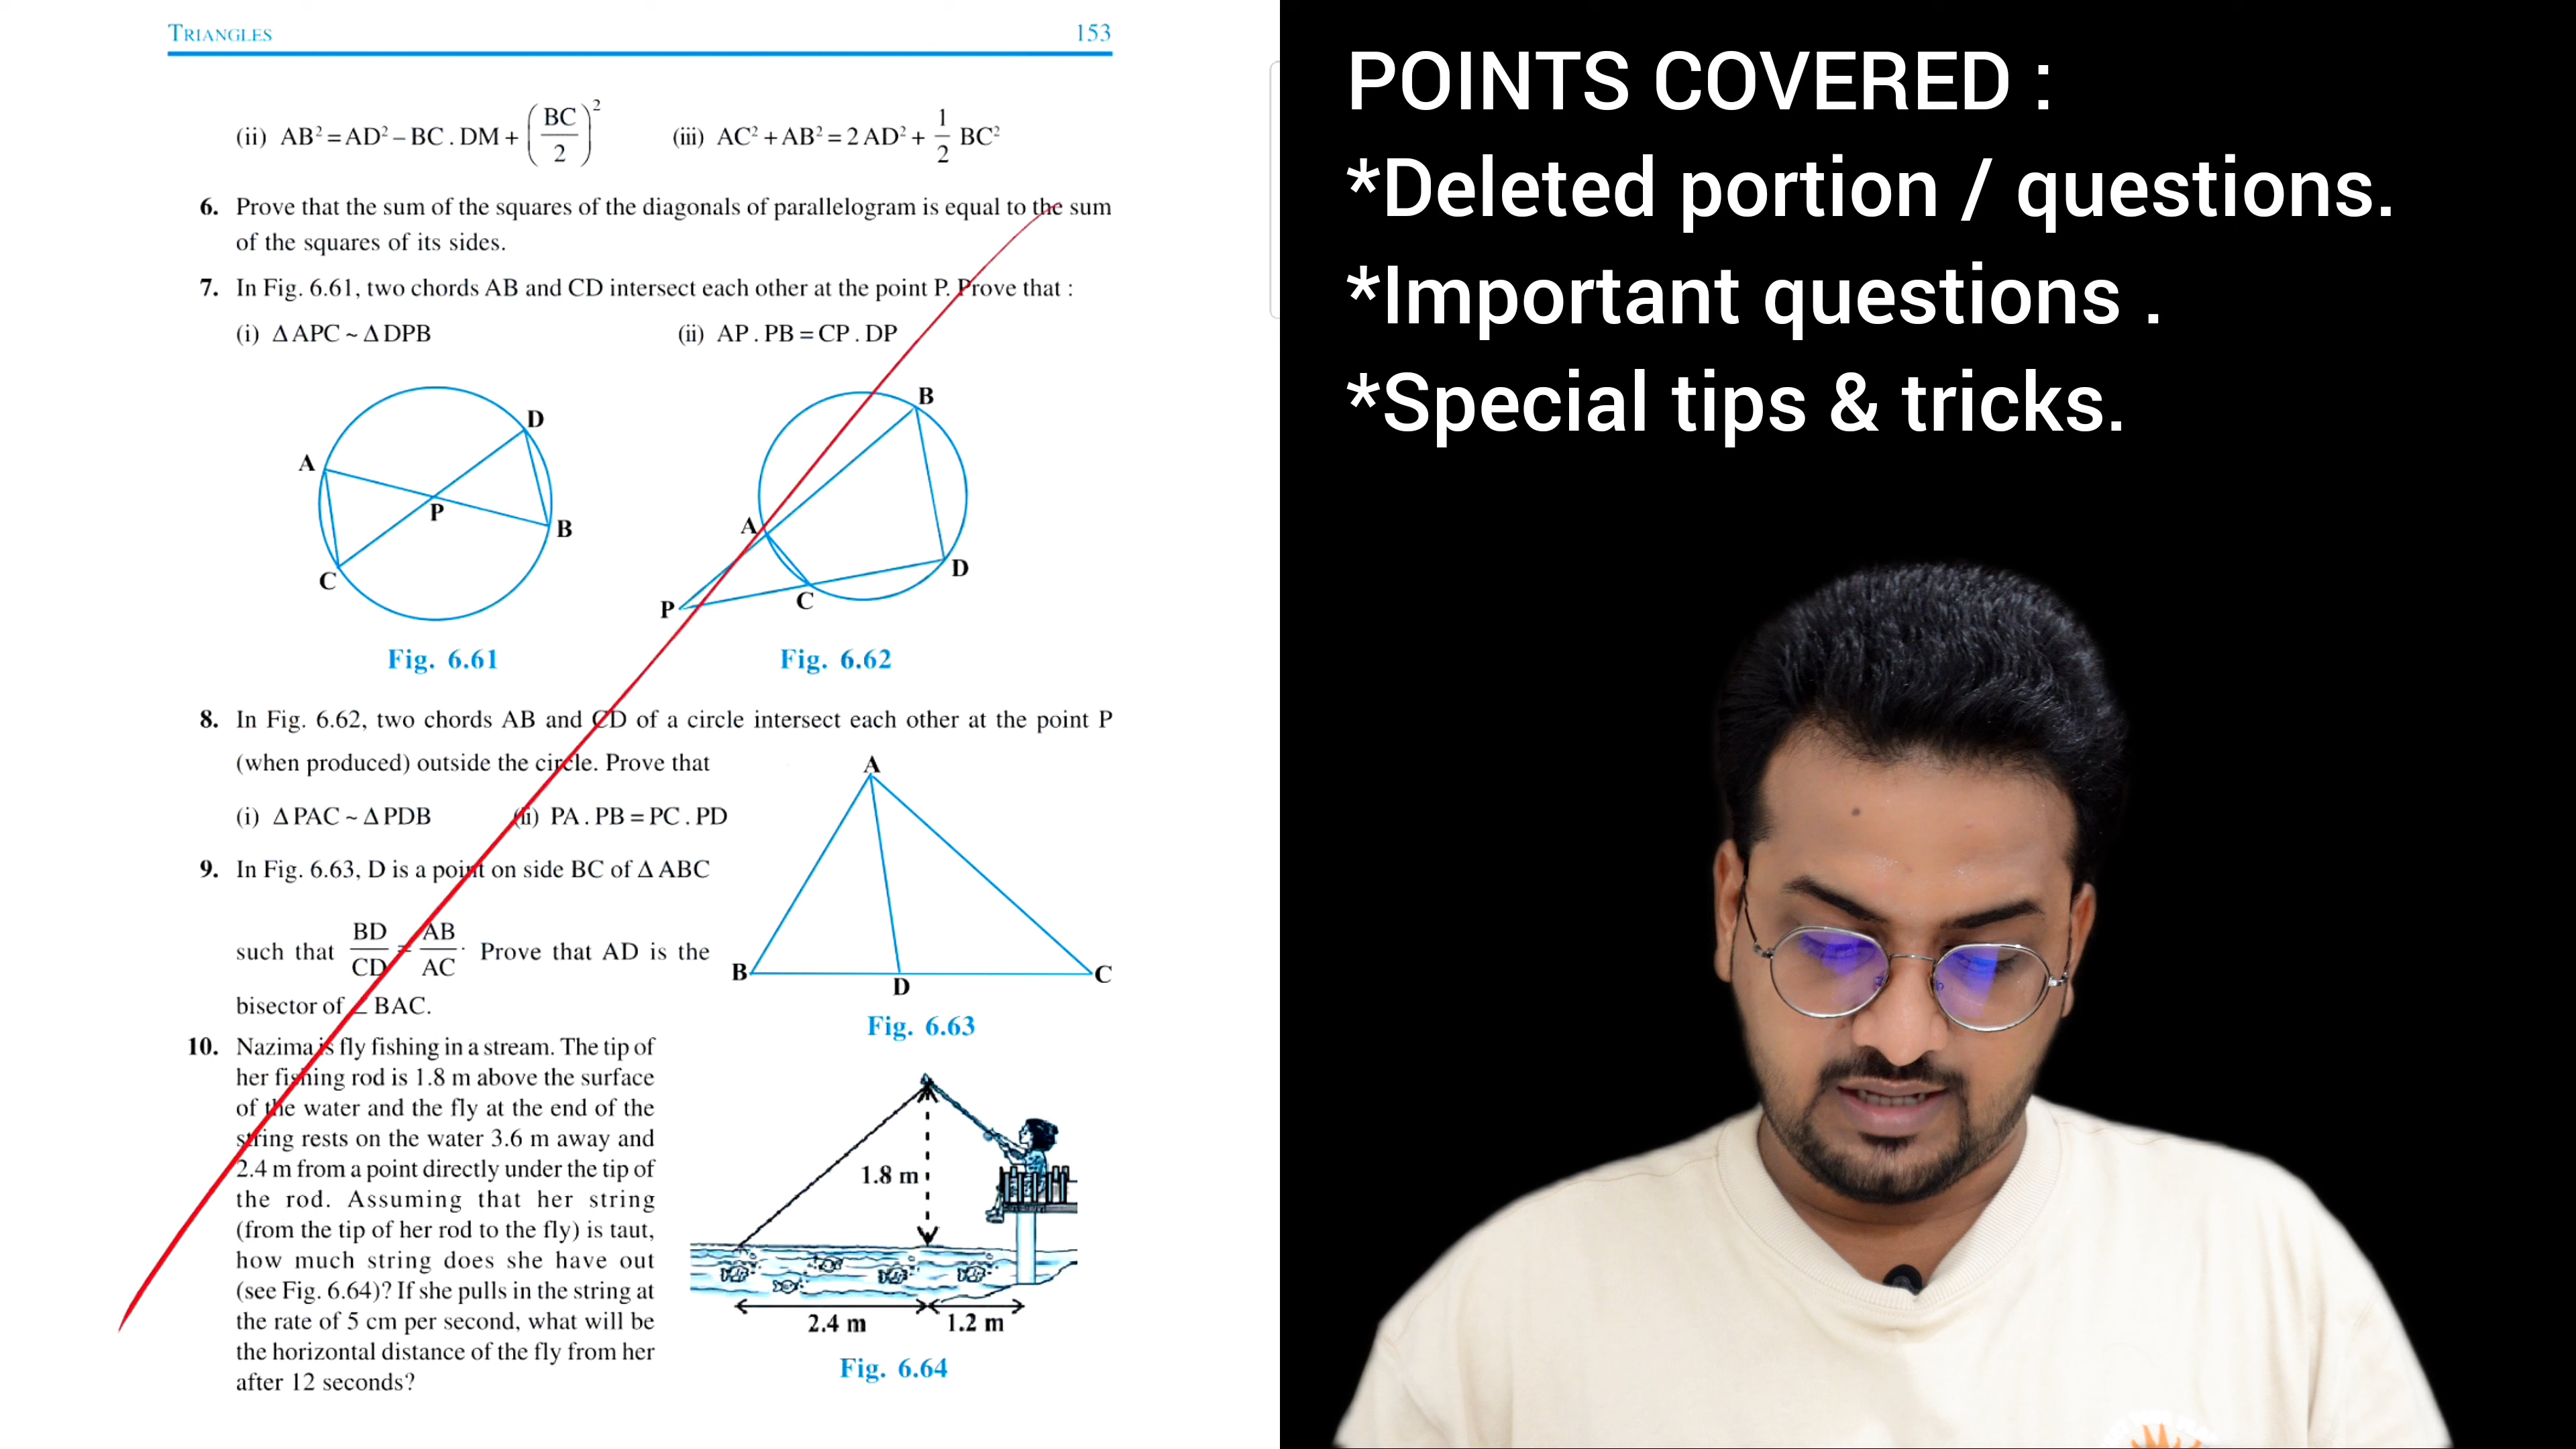 TRIANGLES 153
(ii) AB² = AD² – BC . DM + (BC/2)² (iii) AC² + AB² = 2 AD² + 1/2 BC²
6. Prove that the sum of the squares of the diagonals of parallelogram is equal to the sum
of the squares of its sides.
7. In Fig. 6.61, two chords AB and CD intersect each other at the point P. Prove that :
(i) Δ APC ~ Δ DPB (ii) AP . PB = CP . DP
A
D
P
B
C
Fig. 6.61
B
A
D
C
P
Fig. 6.62
8. In Fig. 6.62, two chords AB and CD of a circle intersect each other at the point P
(when produced) outside the circle. Prove that
(i) Δ PAC ~ Δ PDB (ii) PA . PB = PC . PD
9. In Fig. 6.63, D is a point on side BC of Δ ABC
such that BD/CD = AB/AC. Prove that AD is the
bisector of ∠ BAC.
A
B
D
C
Fig. 6.63
10. Nazima is fly fishing in a stream. The tip of
her fishing rod is 1.8 m above the surface
of the water and the fly at the end of the
string rests on the water 3.6 m away and
2.4 m from a point directly under the tip of
the rod. Assuming that her string
(from the tip of her rod to the fly) is taut,
how much string does she have out
(see Fig. 6.64)? If she pulls in the string at
the rate of 5 cm per second, what will be
the horizontal distance of the fly from her
after 12 seconds?
1.8 m
2.4 m 1.2 m
Fig. 6.64
POINTS COVERED :
*Deleted portion / questions.
*Important questions .
*Special tips & tricks.